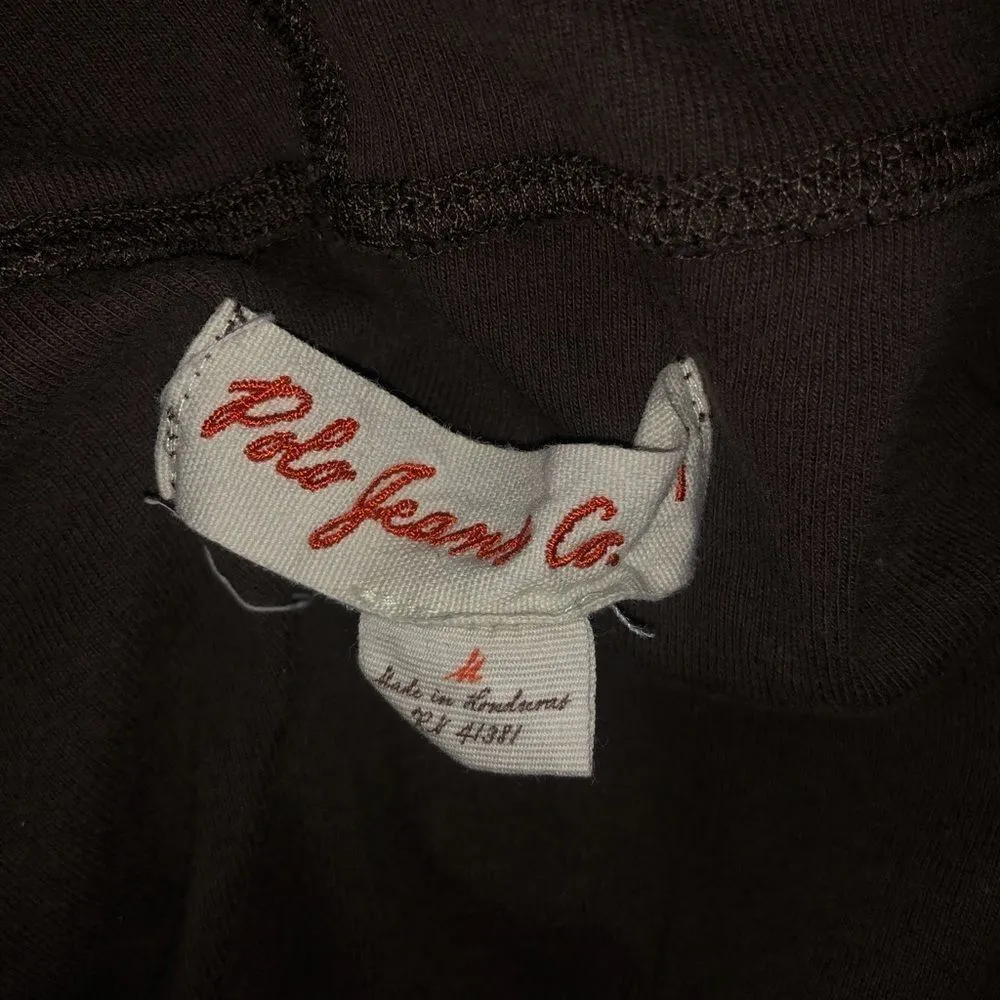 Polo Jeans Co.
M
Made in Honduras
RN 41381